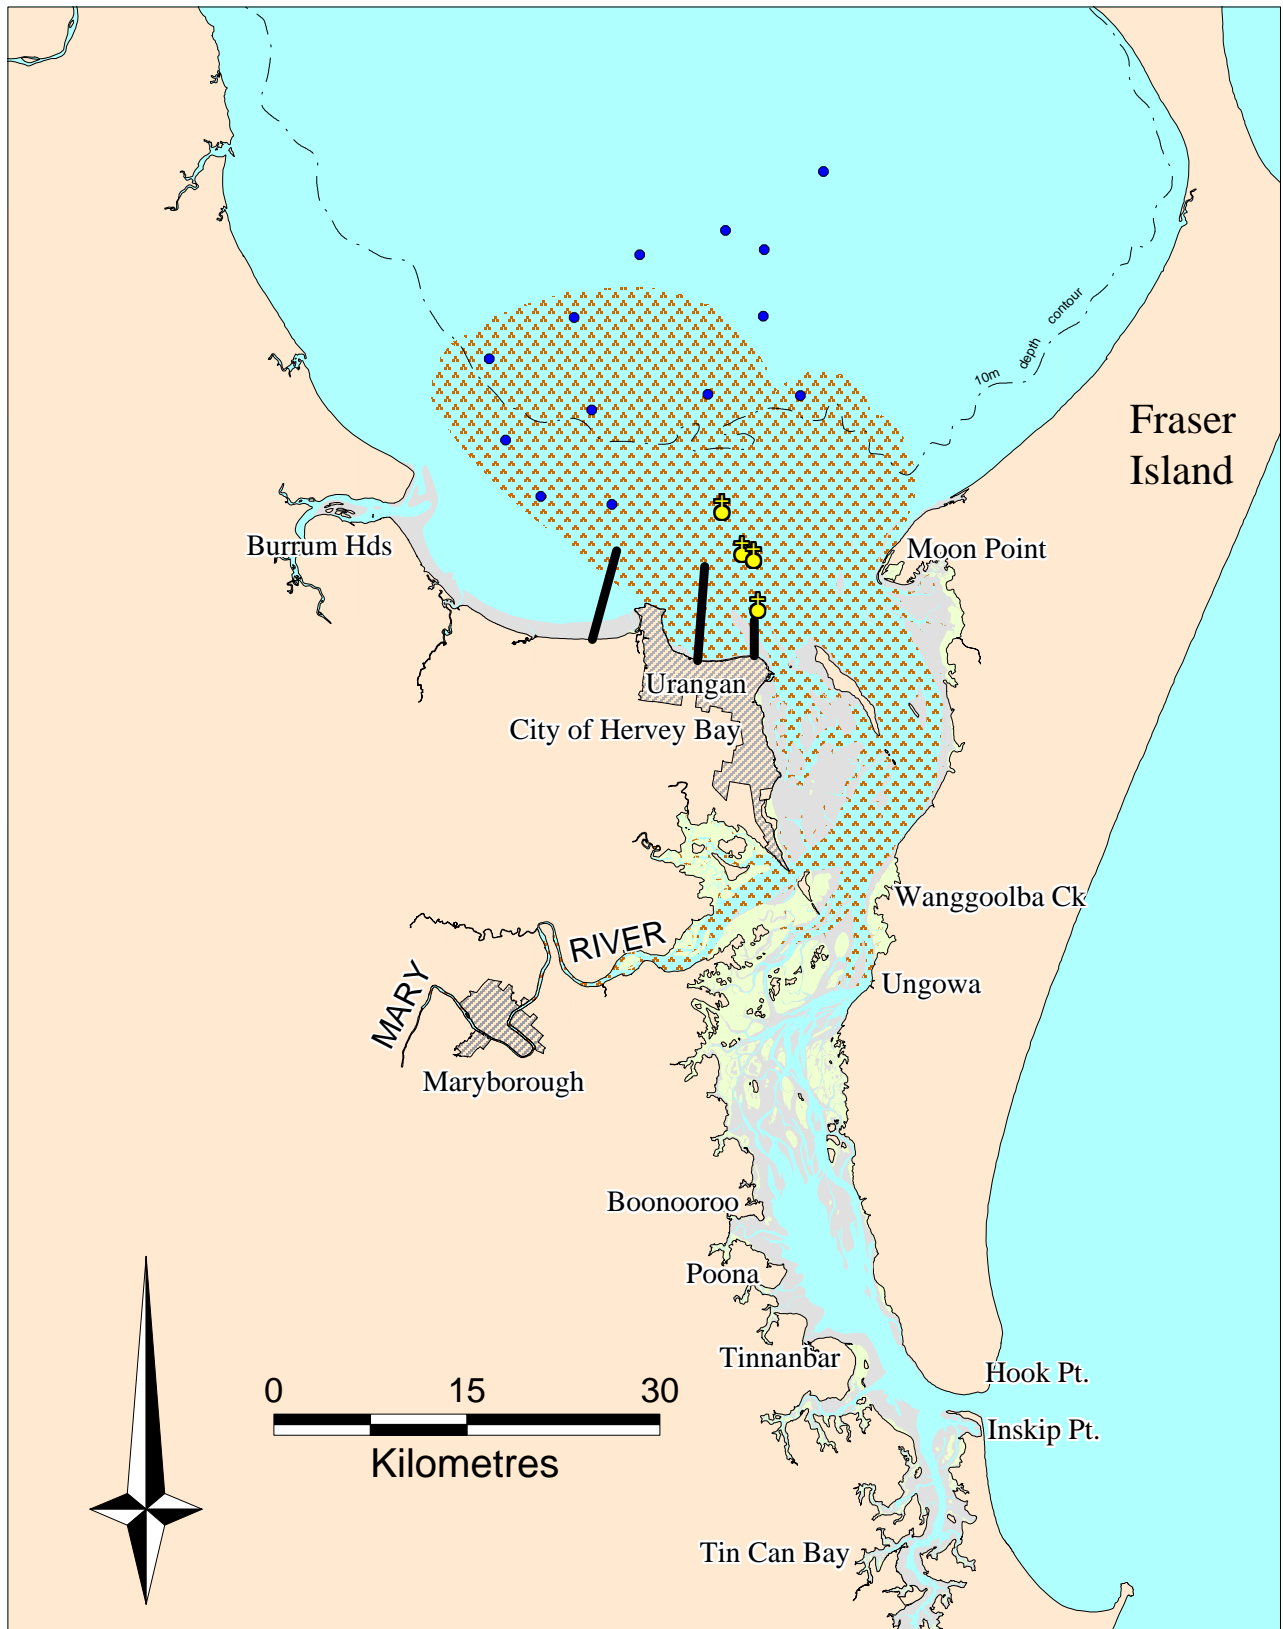 10m depth contour
Fraser
Island
Burrum Hds
Moon Point
Urangan
City of Hervey Bay
Wanggoolba Ck
MARY RIVER
Ungowa
Maryborough
Boonooroo
Poona
Tinnanbar
Hook Pt.
0 15 30
Kilometres
Inskip Pt.
Tin Can Bay